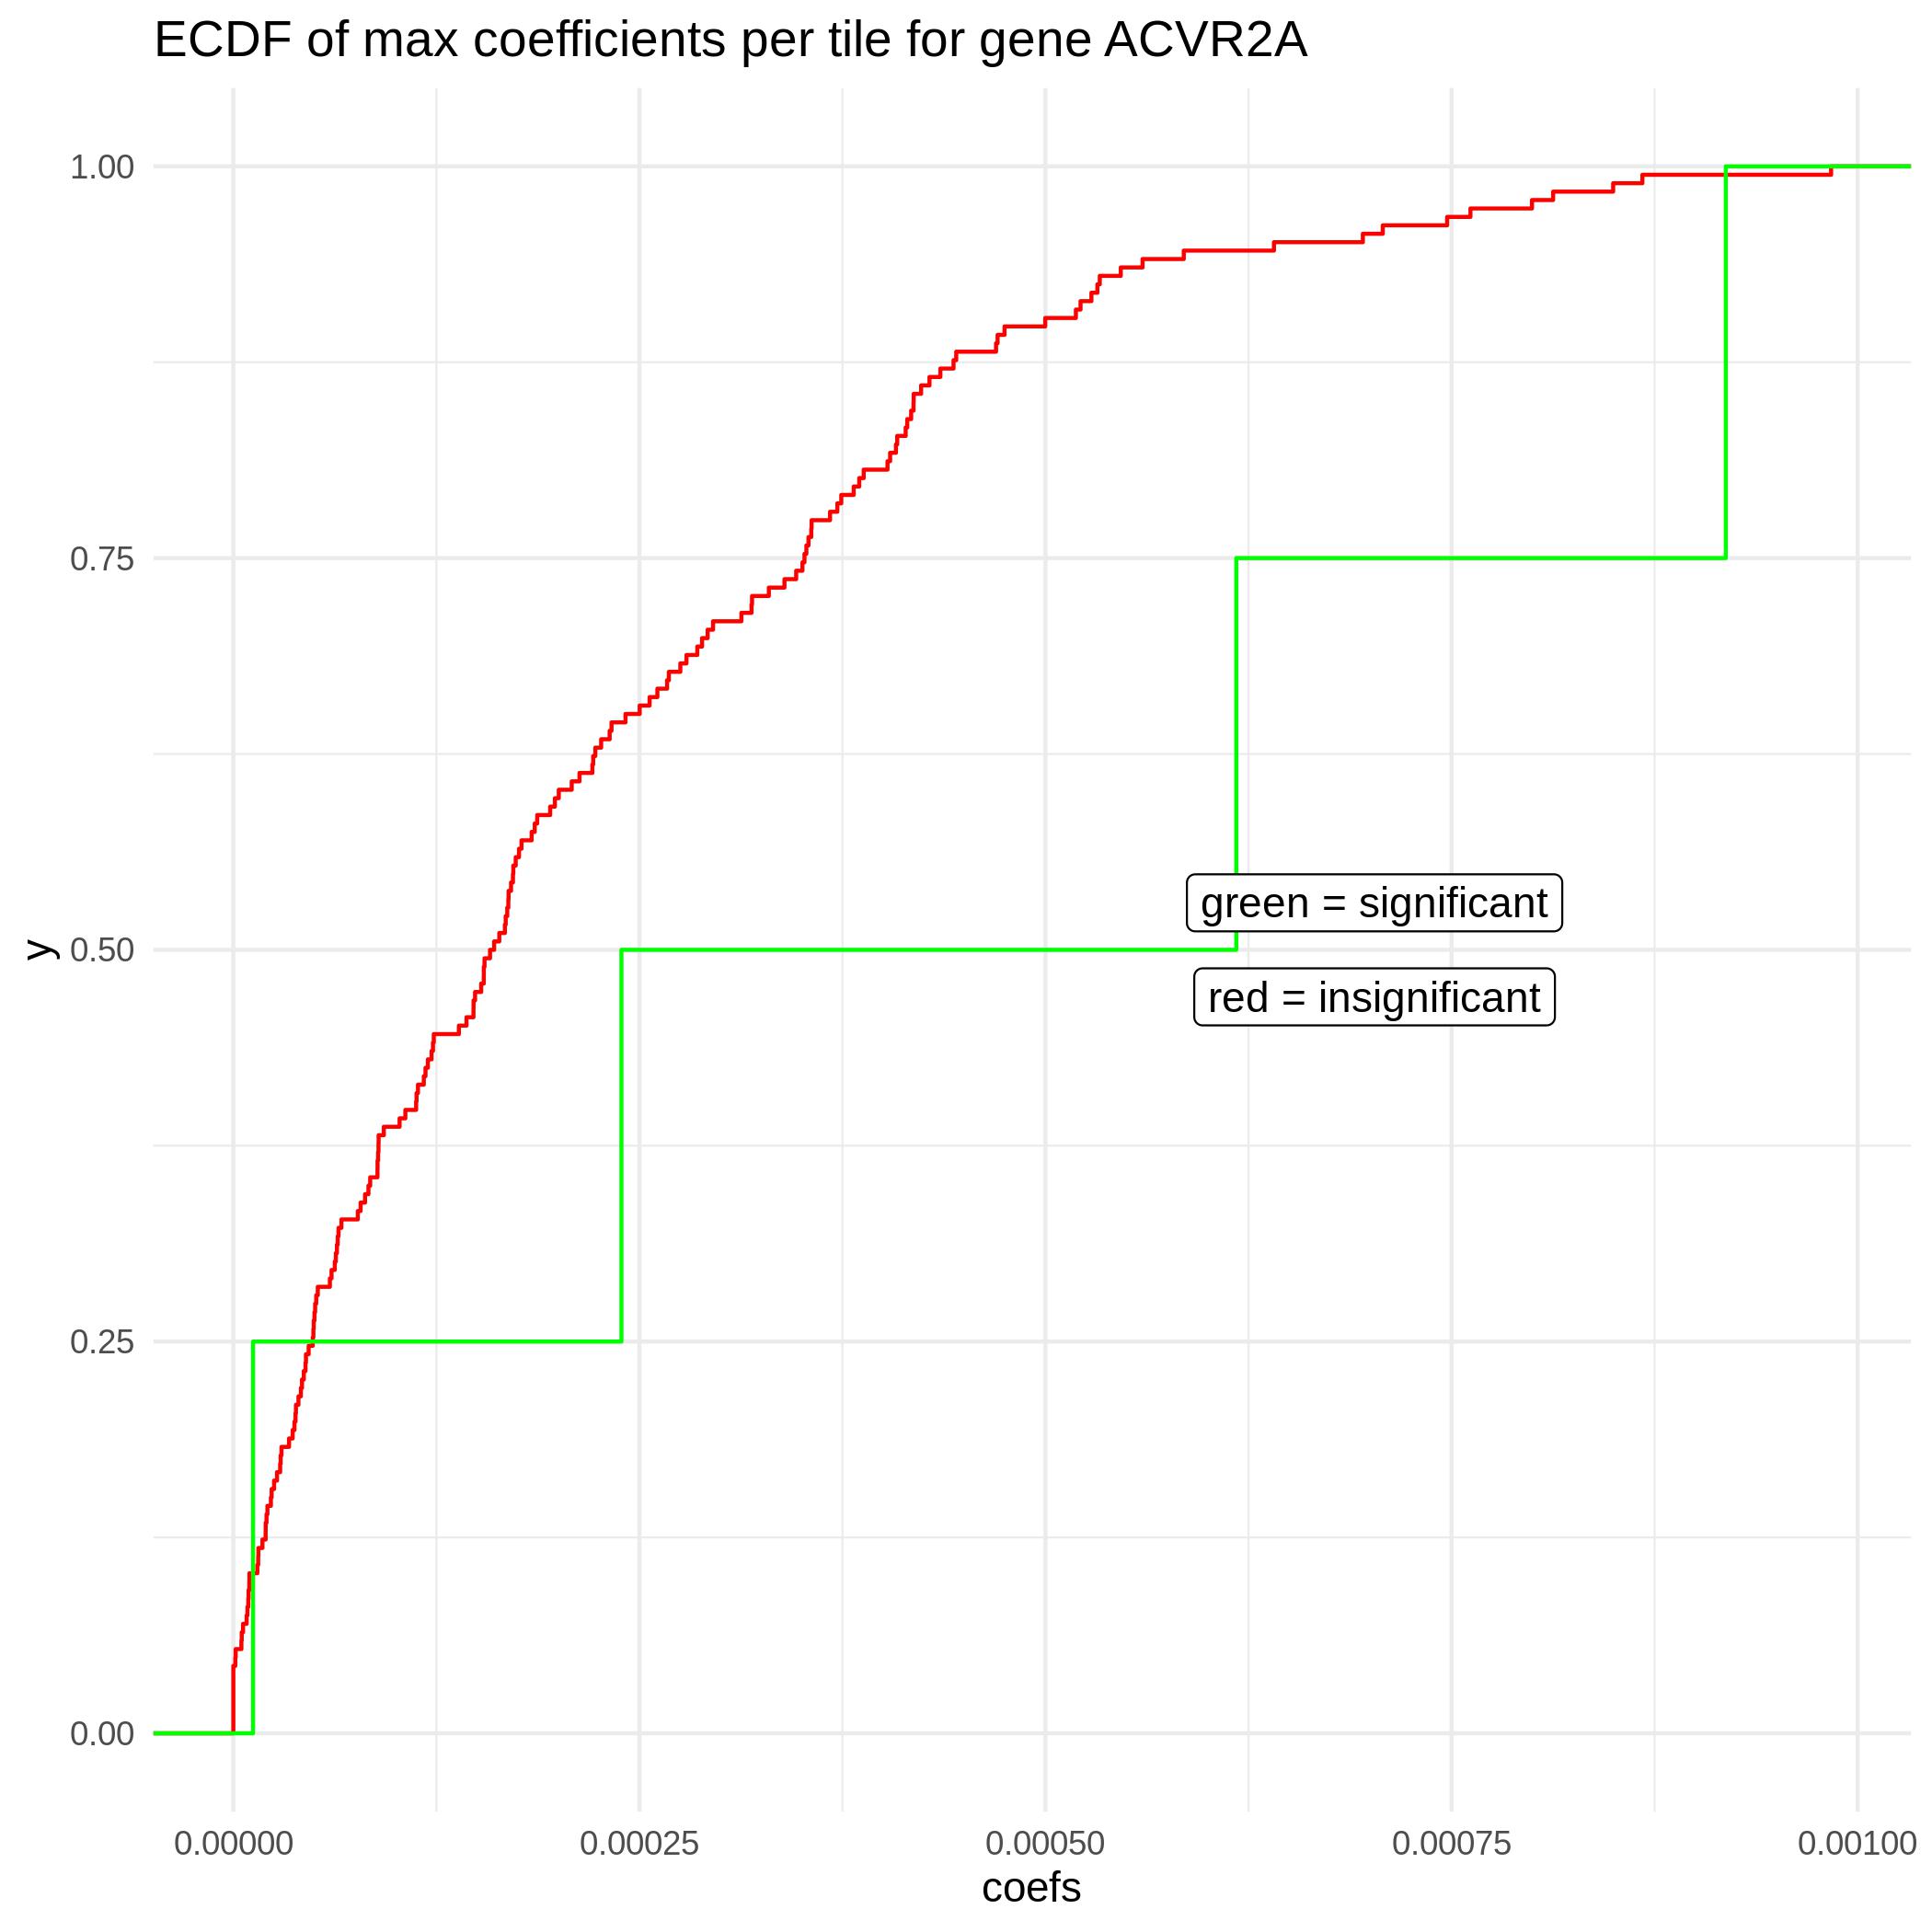 ECDF of max coefficients per tile for gene ACVR2A
1.00
0.75
0.50
0.25
0.00
y
green = significant
red = insignificant
0.00000 0.00025 0.00050 0.00075 0.00100
coefs